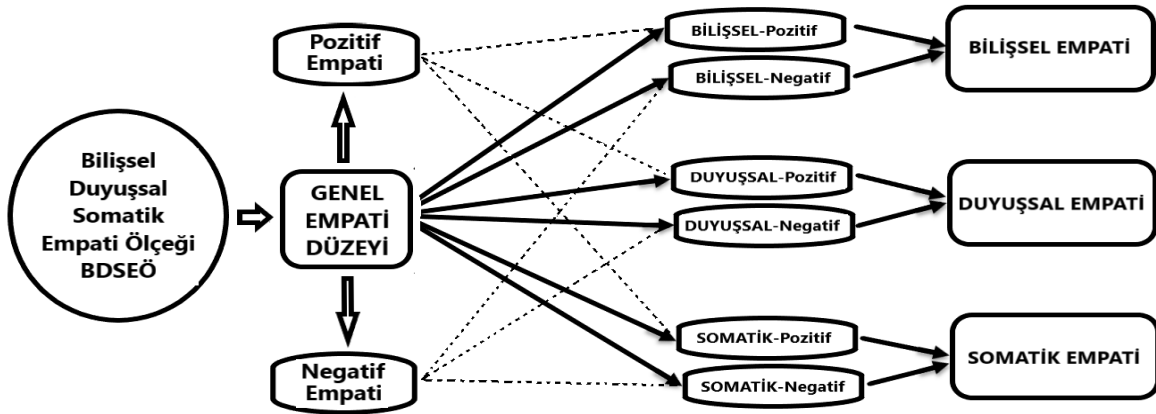 Bilişsel
Duyuşsal
Somatik
Empati Ölçeği
BDSEÖ
Pozitif
Empati
GENEL
EMPATİ
DÜZEYİ
Negatif
Empati
BİLİŞSEL-Pozitif
BİLİŞSEL-Negatif
DUYUŞSAL-Pozitif
DUYUŞSAL-Negatif
SOMATİK-Pozitif
SOMATİK-Negatif
BİLİŞSEL EMPATİ
DUYUŞSAL EMPATİ
SOMATİK EMPATİ